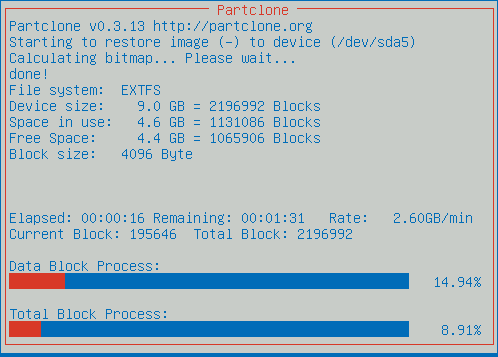 Partclone
Partclone v0.3.13 http://partclone.org
Starting to restore image (-) to device (/dev/sda5)
Calculating bitmap... Please wait...
done!
File system:  EXTFS
Device size:    9.0 GB = 2196992 Blocks
Space in use:   4.6 GB = 1131086 Blocks
Free Space:     4.4 GB = 1065906 Blocks
Block size:   4096 Byte
Elapsed: 00:00:16 Remaining: 00:01:31   Rate:   2.60GB/min
Current Block: 195646  Total Block: 2196992
Data Block Process:
14.94%
Total Block Process:
8.91%